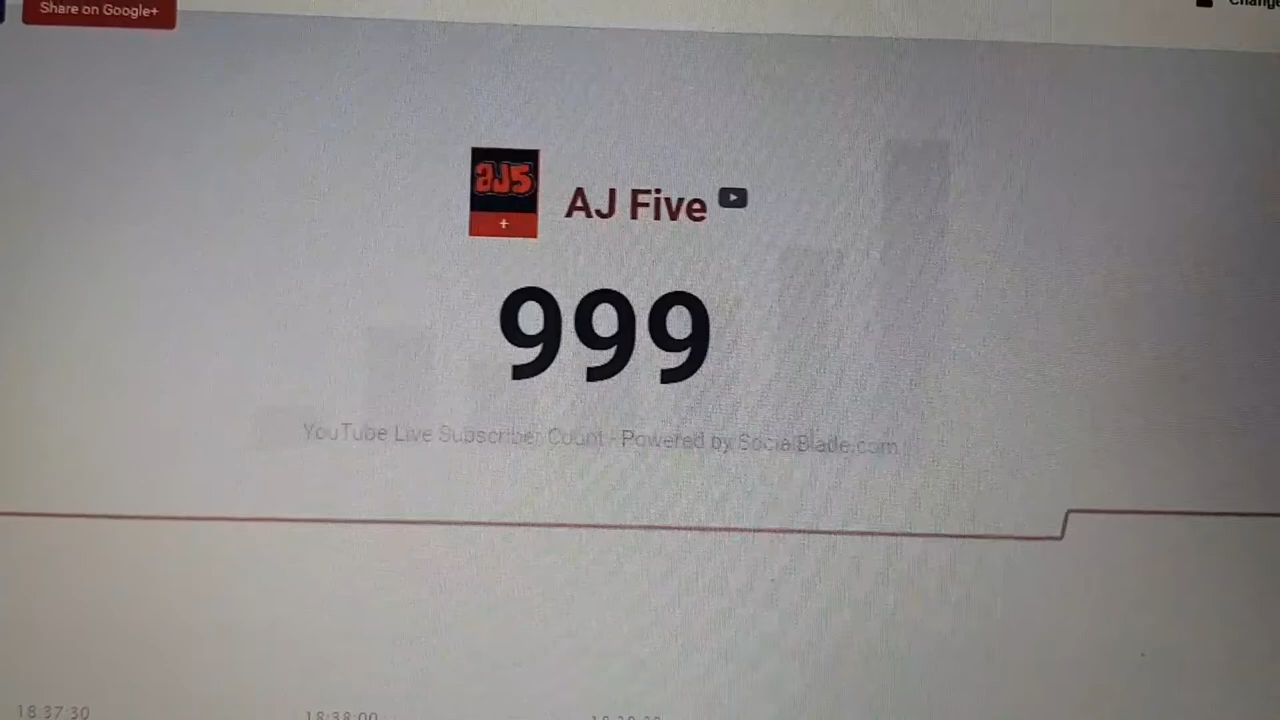 Share on Google+
Change
aJ5
+
AJ Five
999
YouTube Live Subscriber Count - Powered by SocialBlade.com
18:37:30
18:38:00